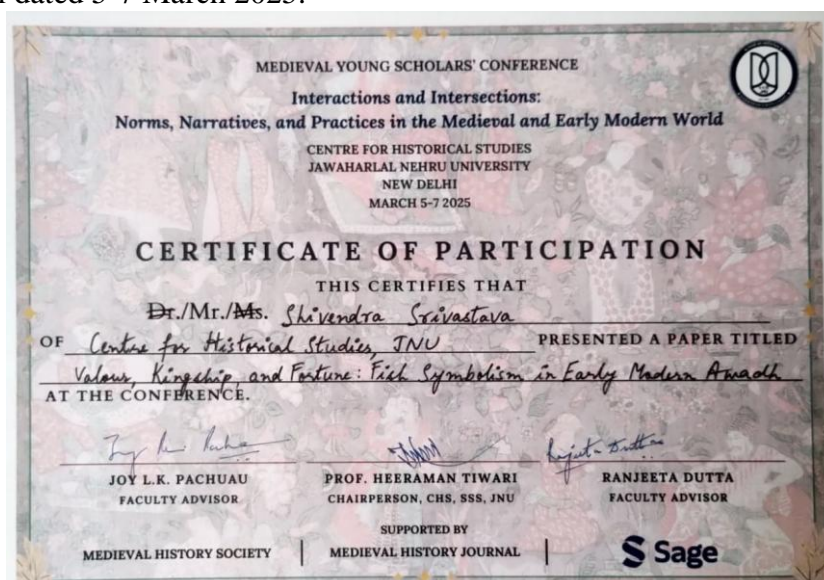 dated 5-7 March 2025.
MEDIEVAL YOUNG SCHOLARS' CONFERENCE
Interactions and Intersections:
Norms, Narratives, and Practices in the Medieval and Early Modern World
CENTRE FOR HISTORICAL STUDIES
JAWAHARLAL NEHRU UNIVERSITY
NEW DELHI
MARCH 5-7 2025
CERTIFICATE OF PARTICIPATION
THIS CERTIFIES THAT
Dr./Mr./Ms. Shivendra Srivastava
OF Centre for Historical Studies, JNU PRESENTED A PAPER TITLED
Valour, Kingship, and Fortune: Fish Symbolism in Early Modern Awadh
AT THE CONFERENCE.
JOY L.K. PACHUAU PROF. HEERAMAN TIWARI RANJEETA DUTTA
FACULTY ADVISOR CHAIRPERSON, CHS, SSS, JNU FACULTY ADVISOR
SUPPORTED BY
MEDIEVAL HISTORY SOCIETY | MEDIEVAL HISTORY JOURNAL | Sage